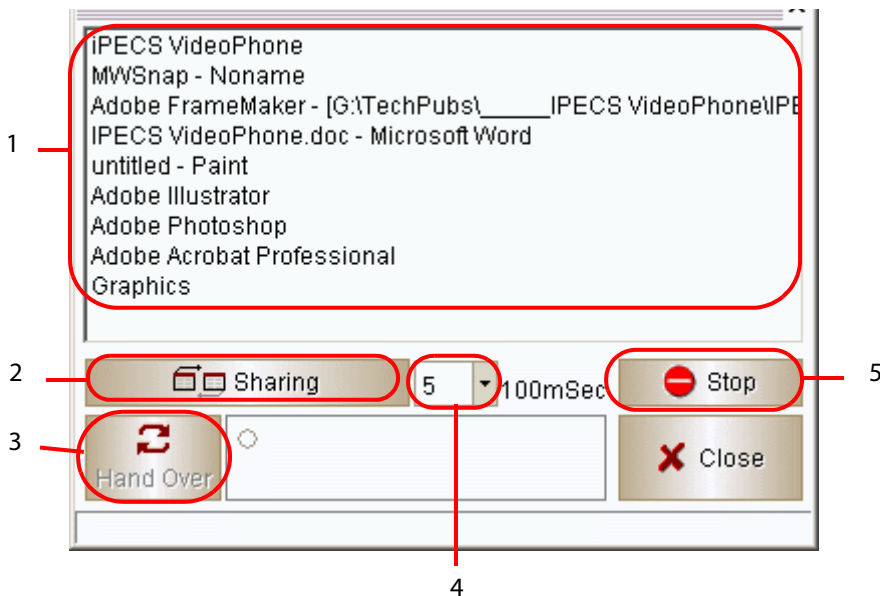 iPECS VideoPhone
MWSnap - Noname
Adobe FrameMaker - [G:\TechPubs\_____IPECS VideoPhone\IPE
IPECS VideoPhone.doc - Microsoft Word
untitled - Paint
Adobe Illustrator
Adobe Photoshop
Adobe Acrobat Professional
Graphics
1
2
Sharing
5
100mSec
Stop
5
3
Hand Over
Close
4